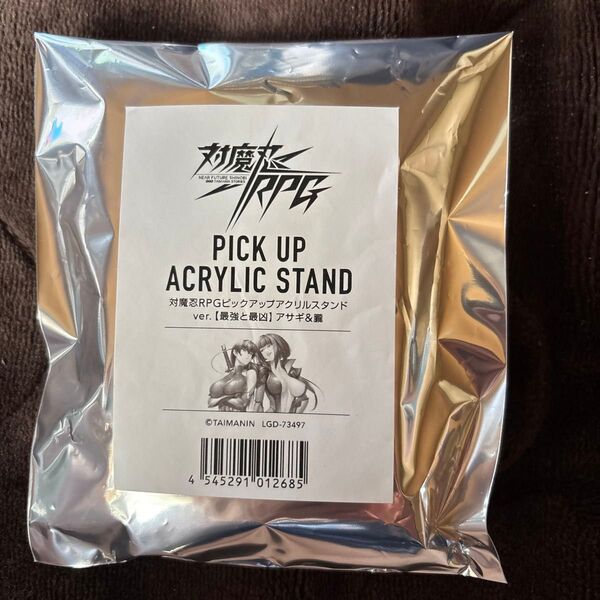 対魔忍RPG
NEAR FUTURE SHINOBI
PICK UP
ACRYLIC STAND
対魔忍RPGピックアップアクリルスタンド
ver.【最強と最凶】アサギ&朧
©TAIMANIN LGD-73497
4 545291 012685